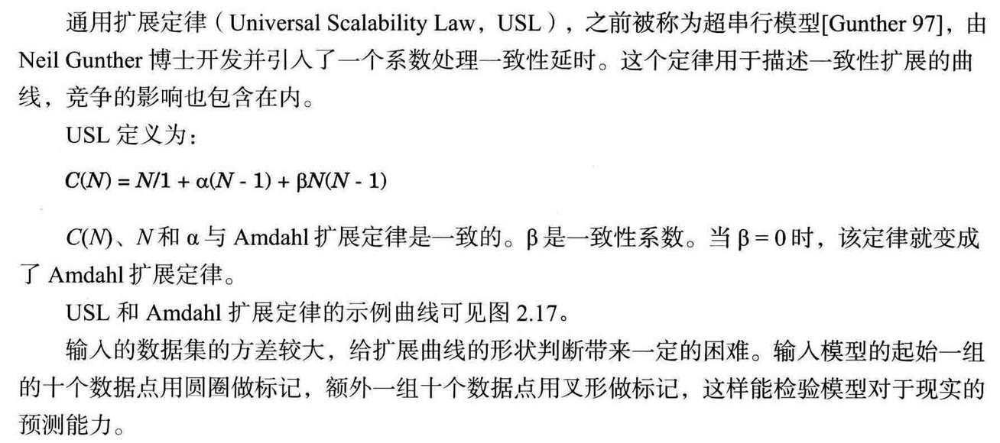 通用扩展定律（Universal Scalability Law，USL），之前被称为超串行模型[Gunther 97]，由
Neil Gunther 博士开发并引入了一个系数处理一致性延时。这个定律用于描述一致性扩展的曲
线，竞争的影响也包含在内。
USL 定义为：
C(N) = N/1 + α(N - 1) + βN(N - 1)
C(N)、N 和 α 与 Amdahl 扩展定律是一致的。β 是一致性系数。当 β = 0 时，该定律就变成
了 Amdahl 扩展定律。
USL 和 Amdahl 扩展定律的示例曲线可见图 2.17。
输入的数据集的方差较大，给扩展曲线的形状判断带来一定的困难。输入模型的起始一组
的十个数据点用圆圈做标记，额外一组十个数据点用叉形做标记，这样能检验模型对于现实的
预测能力。